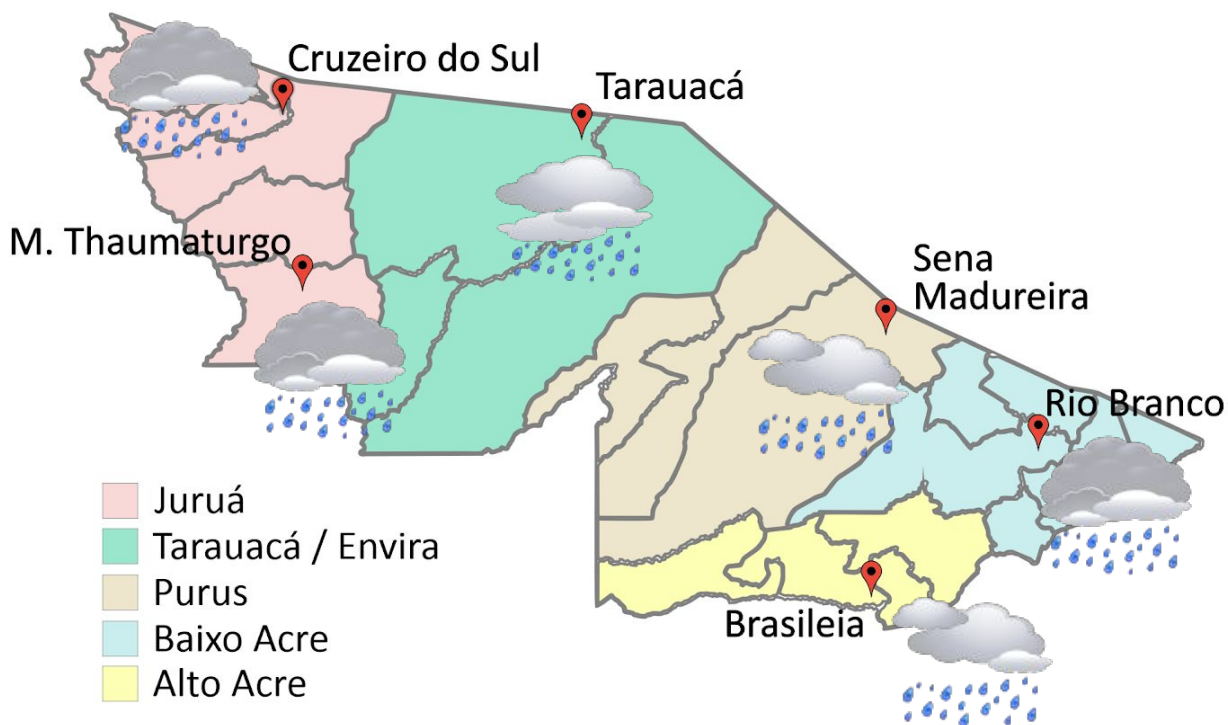 Cruzeiro do Sul
Tarauacá
M. Thaumaturgo
Sena
Madureira
Rio Branco
Brasileia
Juruá
Tarauacá / Envira
Purus
Baixo Acre
Alto Acre